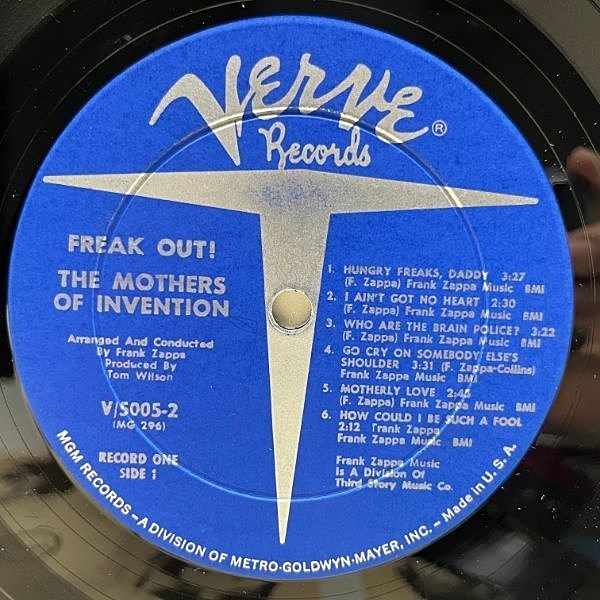 Verve®
Records
FREAK OUT!
THE MOTHERS
OF INVENTION
Arranged And Conducted
By Frank Zappa
Produced By
Tom Wilson
V/5005-2
(MG 296)
RECORD ONE
SIDE 1
1. HUNGRY FREAKS, DADDY 3:27
(F. Zappa) Frank Zappa Music BMI
2. I AIN'T GOT NO HEART 2:30
(F. Zappa) Frank Zappa Music BMI
3. WHO ARE THE BRAIN POLICE? 3:22
(F. Zappa) Frank Zappa Music BMI
4. GO CRY ON SOMEBODY ELSE'S
SHOULDER 3:31 (F. Zappa-Collins)
Frank Zappa Music BMI
5. MOTHERLY LOVE 2:45
(F. Zappa) Frank Zappa Music BMI
6. HOW COULD I BE SUCH A FOOL
2:12 Frank Zappa
Frank Zappa Music BMI
Frank Zappa Music
Is A Division Of
Third Story Music Co.
MGM RECORDS – A DIVISION OF METRO-GOLDWYN-MAYER, INC. – Made in U. S. A.